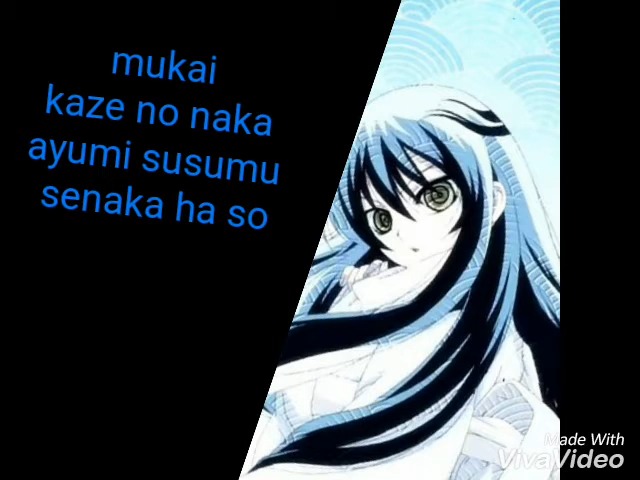 mukai
kaze no naka
ayumi susumu
senaka ha so
Made With
VivaVideo